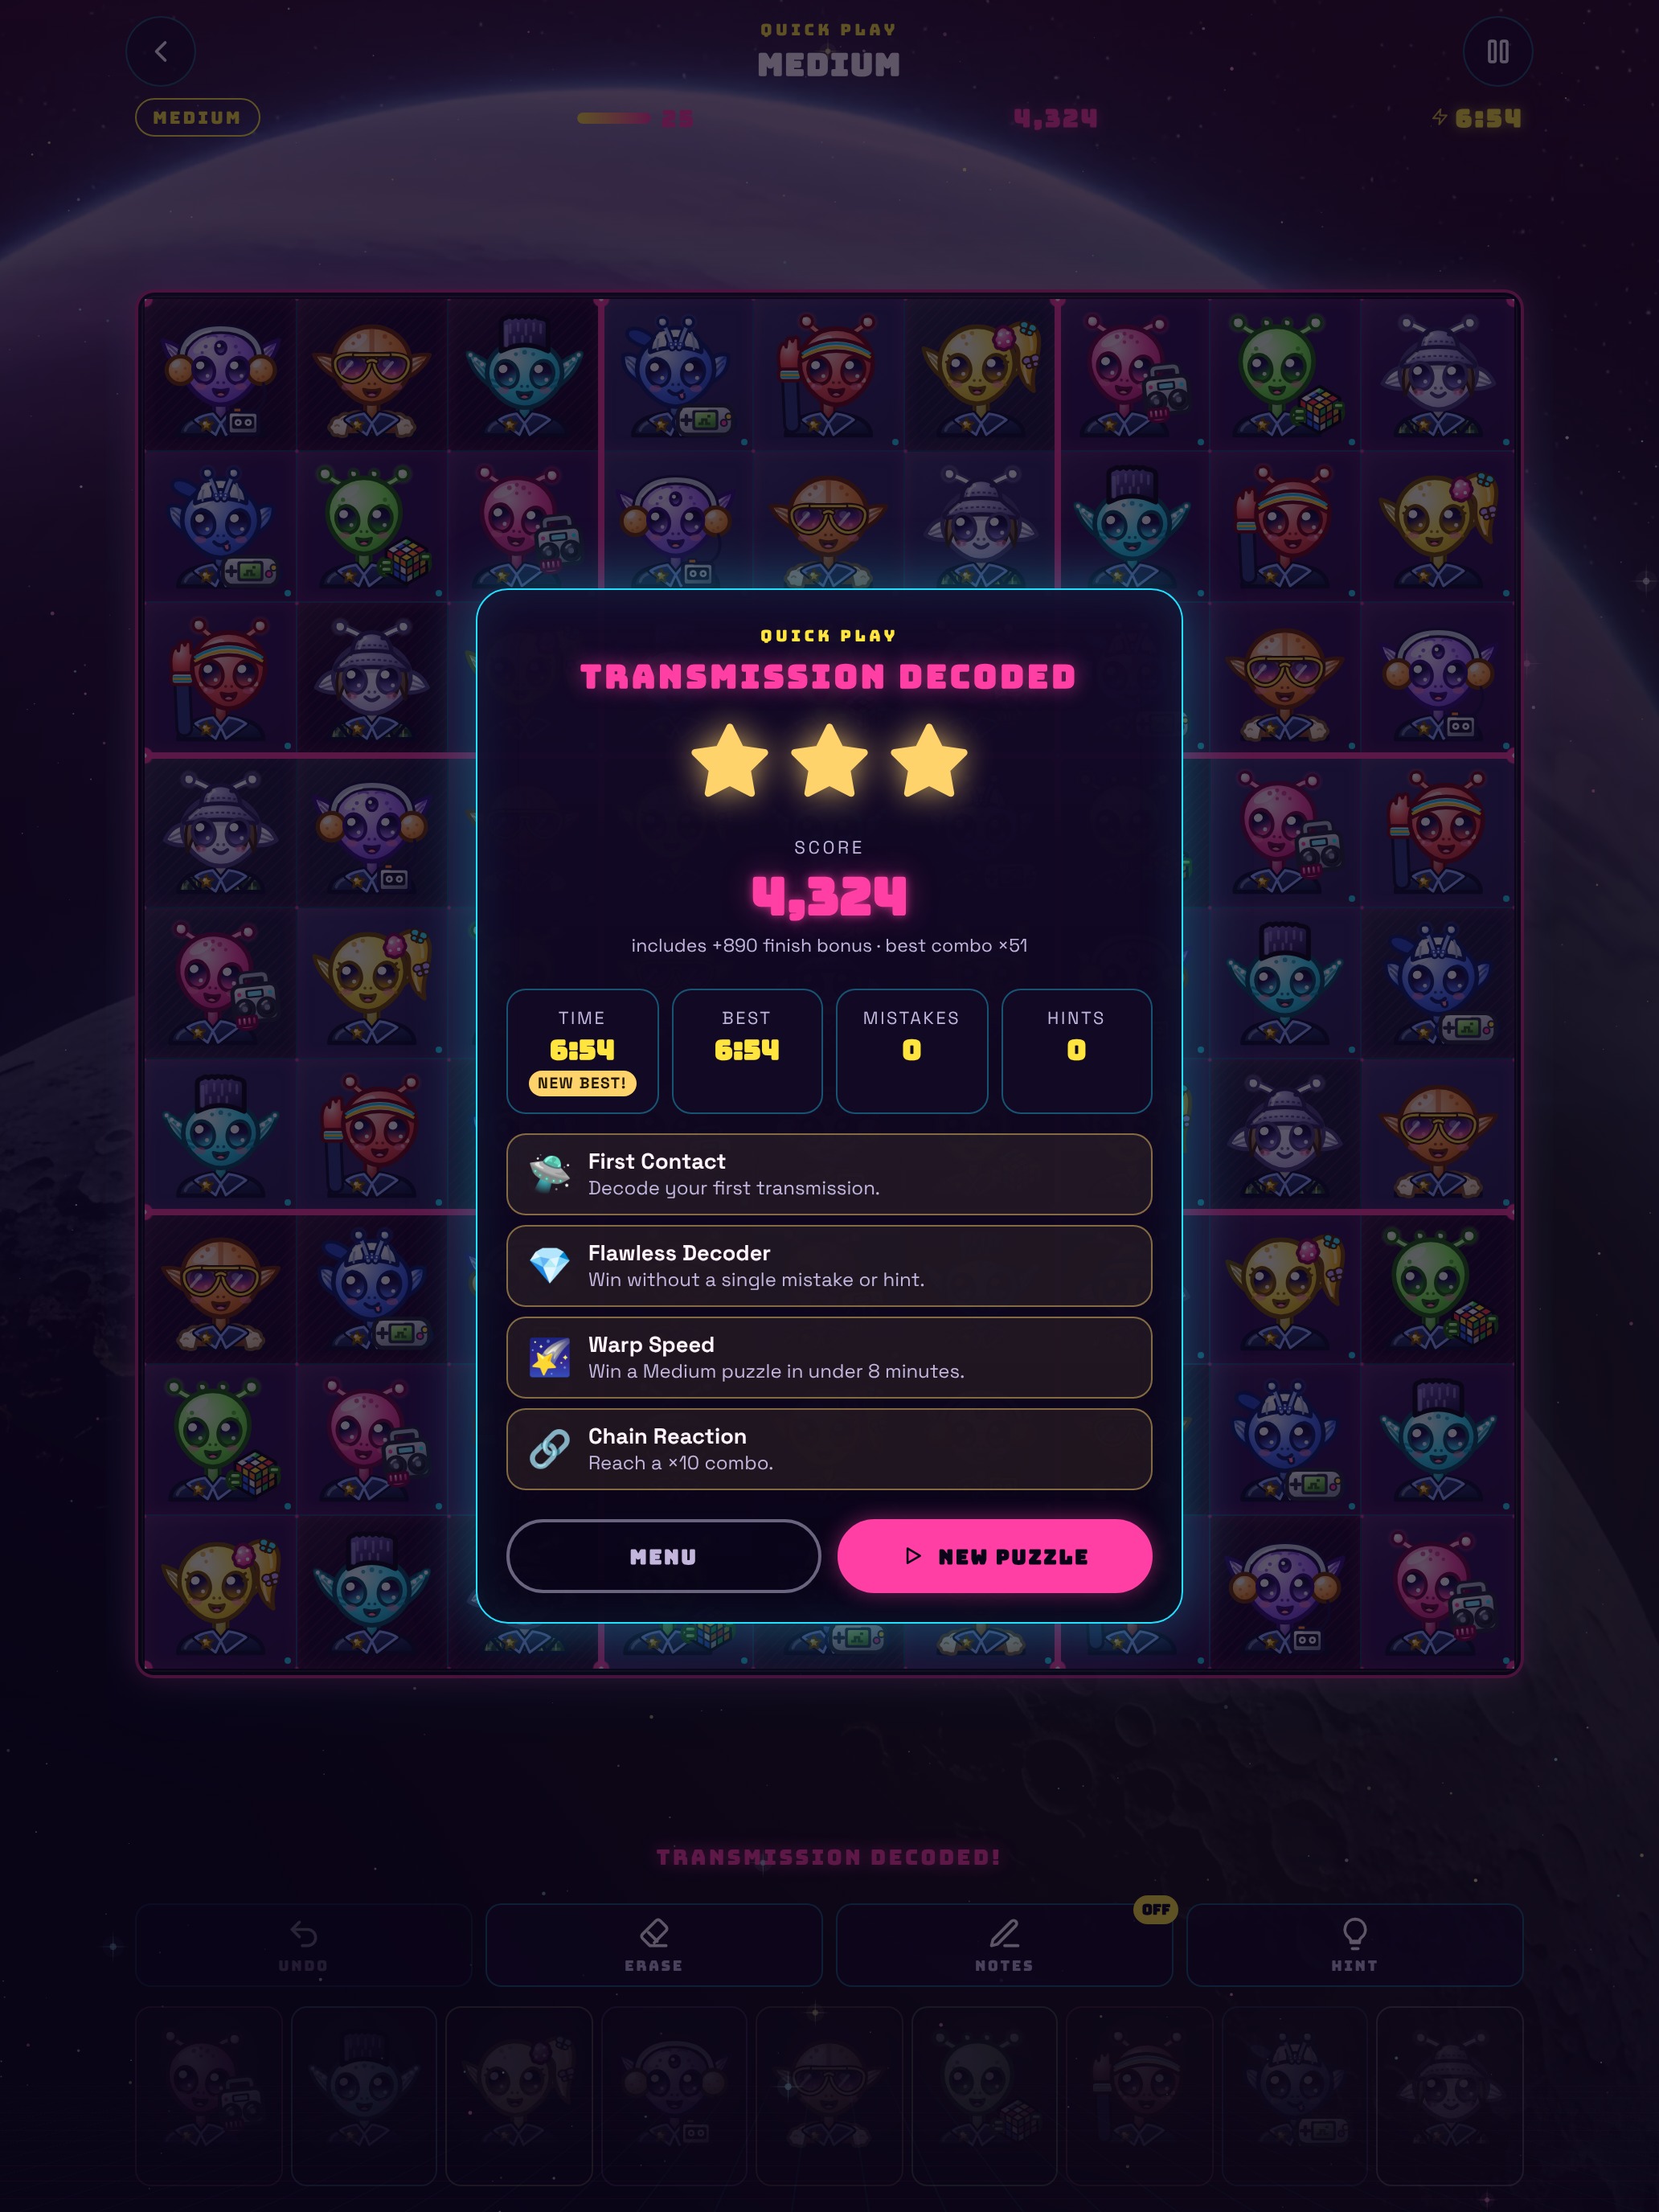 QUICK PLAY
MEDIUM
MEDIUM
4,324
6:54
QUICK PLAY
TRANSMISSION DECODED
SCORE
4,324
includes +890 finish bonus · best combo ×51
TIME
6:54
NEW BEST!
BEST
6:54
MISTAKES
0
HINTS
0
First Contact
Decode your first transmission.
Flawless Decoder
Win without a single mistake or hint.
Warp Speed
Win a Medium puzzle in under 8 minutes.
Chain Reaction
Reach a ×10 combo.
MENU
NEW PUZZLE
TRANSMISSION DECODED!
UNDO
ERASE
OFF
NOTES
HINT